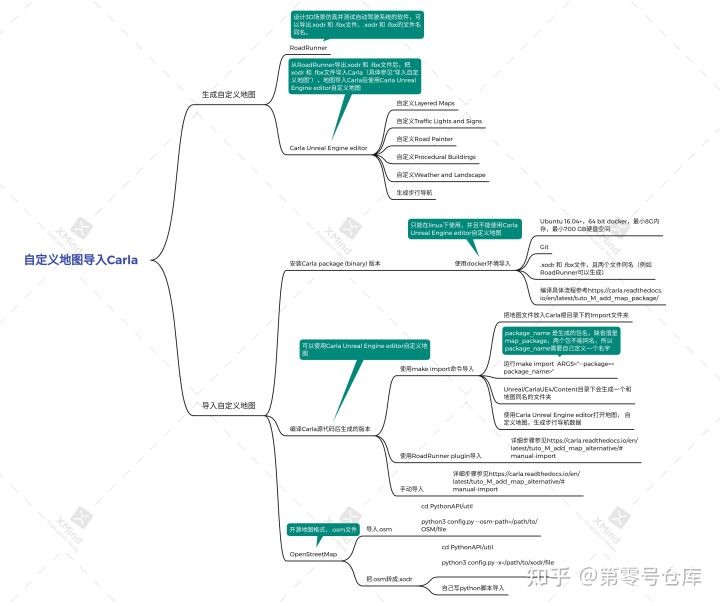 设计3D场景仿真并测试自动驾驶系统的软件，可
以导出.xodr 和 .fbx文件，.xodr 和 .fbx的文件名
同名。
RoadRunner
从RoadRunner导出.xodr 和 .fbx文件后，把
.xodr 和 .fbx文件导入Carla（具体参见“导入自定
义地图”），地图导入Carla后使用Carla Unreal
Engine editor自定义地图
生成自定义地图
Carla Unreal Engine editor
自定义Layered Maps
自定义Traffic Lights and Signs
自定义Road Painter
自定义Procedural Buildings
自定义Weather and Landscape
生成步行导航
自定义地图导入Carla
导入自定义地图
安装Carla package (binary) 版本
只能在linux下使用，并且不能使用Carla
Unreal Engine editor自定义地图
使用docker环境导入
Ubuntu 16.04+，64 bit docker，最小8G内
存，最小700 GB硬盘空间
Git
.xodr 和 .fbx文件，且两个文件同名（例如
RoadRunner可以生成）
编译具体流程参考https://carla.readthedocs.
io/en/latest/tuto_M_add_map_package/
可以使用Carla Unreal Engine editor自定义地
图
编译Carla源代码后生成的版本
使用make import命令导入
把地图文件放入Carla根目录下的Import文件夹
package_name 是生成的包名，缺省值是
map_package，两个包不能同名，所以
package_name需要自己定义一个名字
运行make import ARGS="--package=<
package_name>"
Unreal/CarlaUE4/Content目录下会生成一个和
地图同名的文件夹
使用Carla Unreal Engine editor打开地图， 自
定义地图，生成步行导航数据
使用RoadRunner plugin导入
详细步骤参见https://carla.readthedocs.io/en/
latest/tuto_M_add_map_alternative/#
manual-import
手动导入
详细步骤参见https://carla.readthedocs.io/en/
latest/tuto_M_add_map_alternative/#
manual-import
开源地图格式，.osm文件
OpenStreetMap
导入.osm
cd PythonAPI/util
python3 config.py --osm-path=/path/to/
OSM/file
把.osm转成.xodr
cd PythonAPI/util
python3 config.py -x=/path/to/xodr/file
自己写python脚本导入
XMind
XMind
XMind
XMind
XMind
XMind
知乎 @第零号仓库